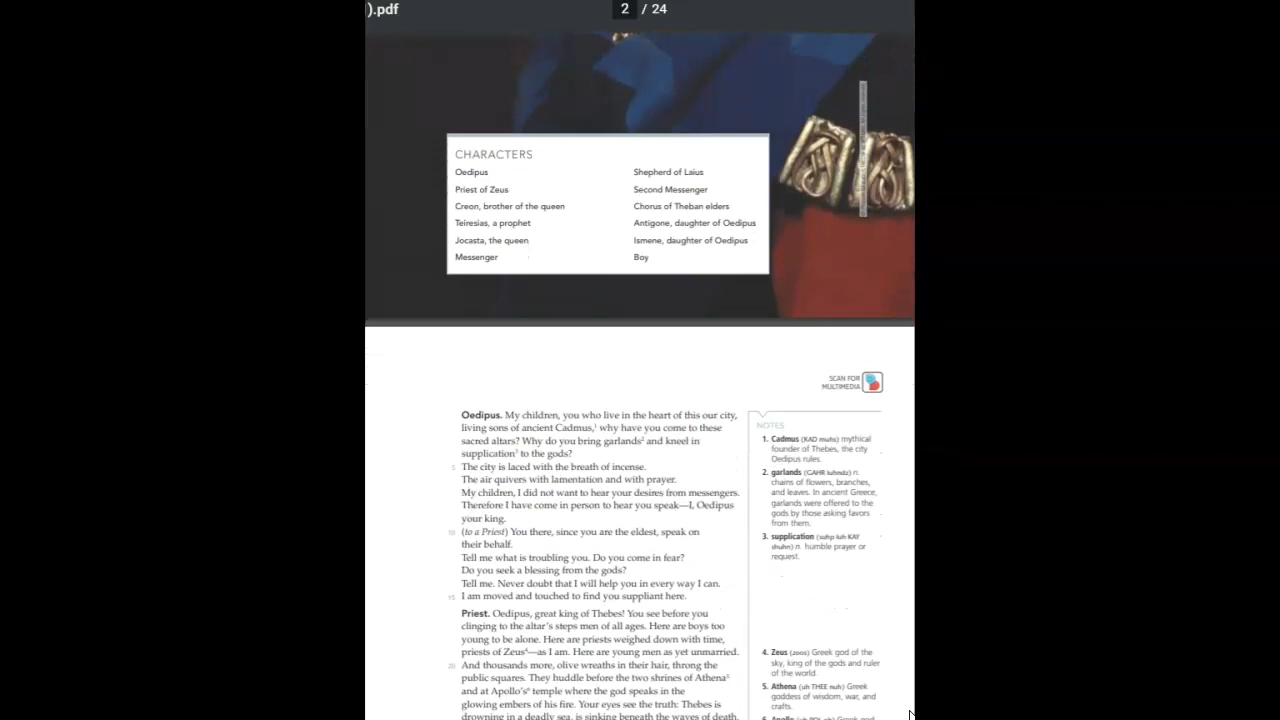 ).pdf
2 / 24
CHARACTERS
Oedipus
Priest of Zeus
Creon, brother of the queen
Teiresias, a prophet
Jocasta, the queen
Messenger
Shepherd of Laius
Second Messenger
Chorus of Theban elders
Antigone, daughter of Oedipus
Ismene, daughter of Oedipus
Boy
SCAN FOR
MULTIMEDIA
Oedipus. My children, you who live in the heart of this our city,
living sons of ancient Cadmus,1 why have you come to these
sacred altars? Why do you bring garlands2 and kneel in
supplication3 to the gods?
5 The city is laced with the breath of incense.
The air quivers with lamentation and with prayer.
My children, I did not want to hear your desires from messengers.
Therefore I have come in person to hear you speak—I, Oedipus
your king.
10 (to a Priest) You there, since you are the eldest, speak on
their behalf.
Tell me what is troubling you. Do you come in fear?
Do you seek a blessing from the gods?
Tell me. Never doubt that I will help you in every way I can.
15 I am moved and touched to find you suppliant here.
Priest. Oedipus, great king of Thebes! You see before you
clinging to the altar's steps men of all ages. Here are boys too
young to be alone. Here are priests weighed down with time,
priests of Zeus4—as I am. Here are young men as yet unmarried.
20 And thousands more, olive wreaths in their hair, throng the
public squares. They huddle before the two shrines of Athena5
and at Apollo's6 temple where the god speaks in the
glowing embers of his fire. Your eyes see the truth: Thebes is
drowning in a deadly sea, is sinking beneath the waves of death.
NOTES
1. Cadmus (KAD muhs) mythical
founder of Thebes, the city
Oedipus rules.
2. garlands (GAHR luhndz) n.
chains of flowers, branches,
and leaves. In ancient Greece,
garlands were offered to the
gods by those asking favors
from them.
3. supplication (suhp luh KAY
shuhn) n. humble prayer or
request.
4. Zeus (zoos) Greek god of the
sky, king of the gods and ruler
of the world.
5. Athena (uh THEE nuh) Greek
goddess of wisdom, war, and
crafts.
6. Apollo (uh POL oh) Greek god